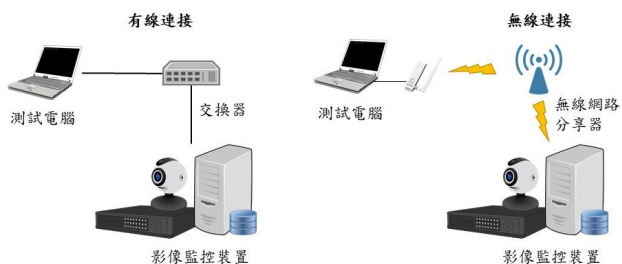 有線連接
測試電腦
交換器
影像監控裝置
無線連接
測試電腦
無線網路
分享器
影像監控裝置